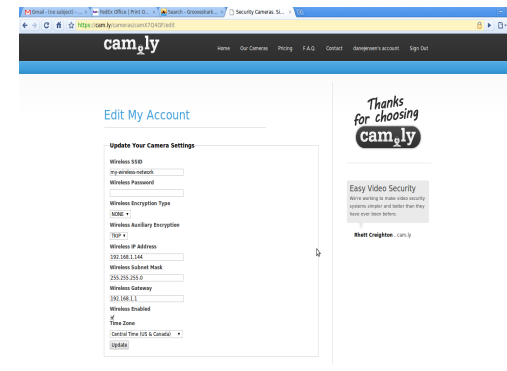 Gmail - (no subject) - ...
FedEx Office | Print O...
Search - Grooveshark...
Security Cameras. Si...
https://cam.ly/cameras/camX7Q4GF/edit
cam.ly
Home
Our Cameras
Pricing
F.A.Q.
Contact
danejensen's account
Sign Out
Edit My Account
Update Your Camera Settings
Wireless SSID
my-wireless-network
Wireless Password
Wireless Encryption Type
NONE
Wireless Auxiliary Encryption
TKIP
Wireless IP Address
192.168.1.144
Wireless Subnet Mask
255.255.255.0
Wireless Gateway
192.168.1.1
Wireless Enabled
Time Zone
Central Time (US & Canada)
Update
Thanks
for choosing
cam.ly
Easy Video Security
We're working to make video security
systems simpler and better than they
have ever been before.
Rhett Creighton . cam.ly